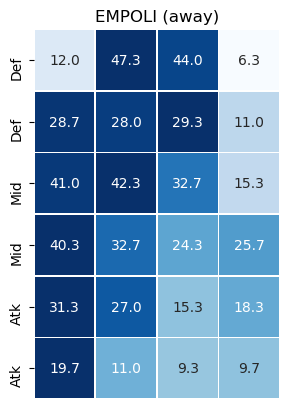 EMPOLI (away)
Def 12.0 47.3 44.0 6.3
Def 28.7 28.0 29.3 11.0
Mid 41.0 42.3 32.7 15.3
Mid 40.3 32.7 24.3 25.7
Atk 31.3 27.0 15.3 18.3
Atk 19.7 11.0 9.3 9.7